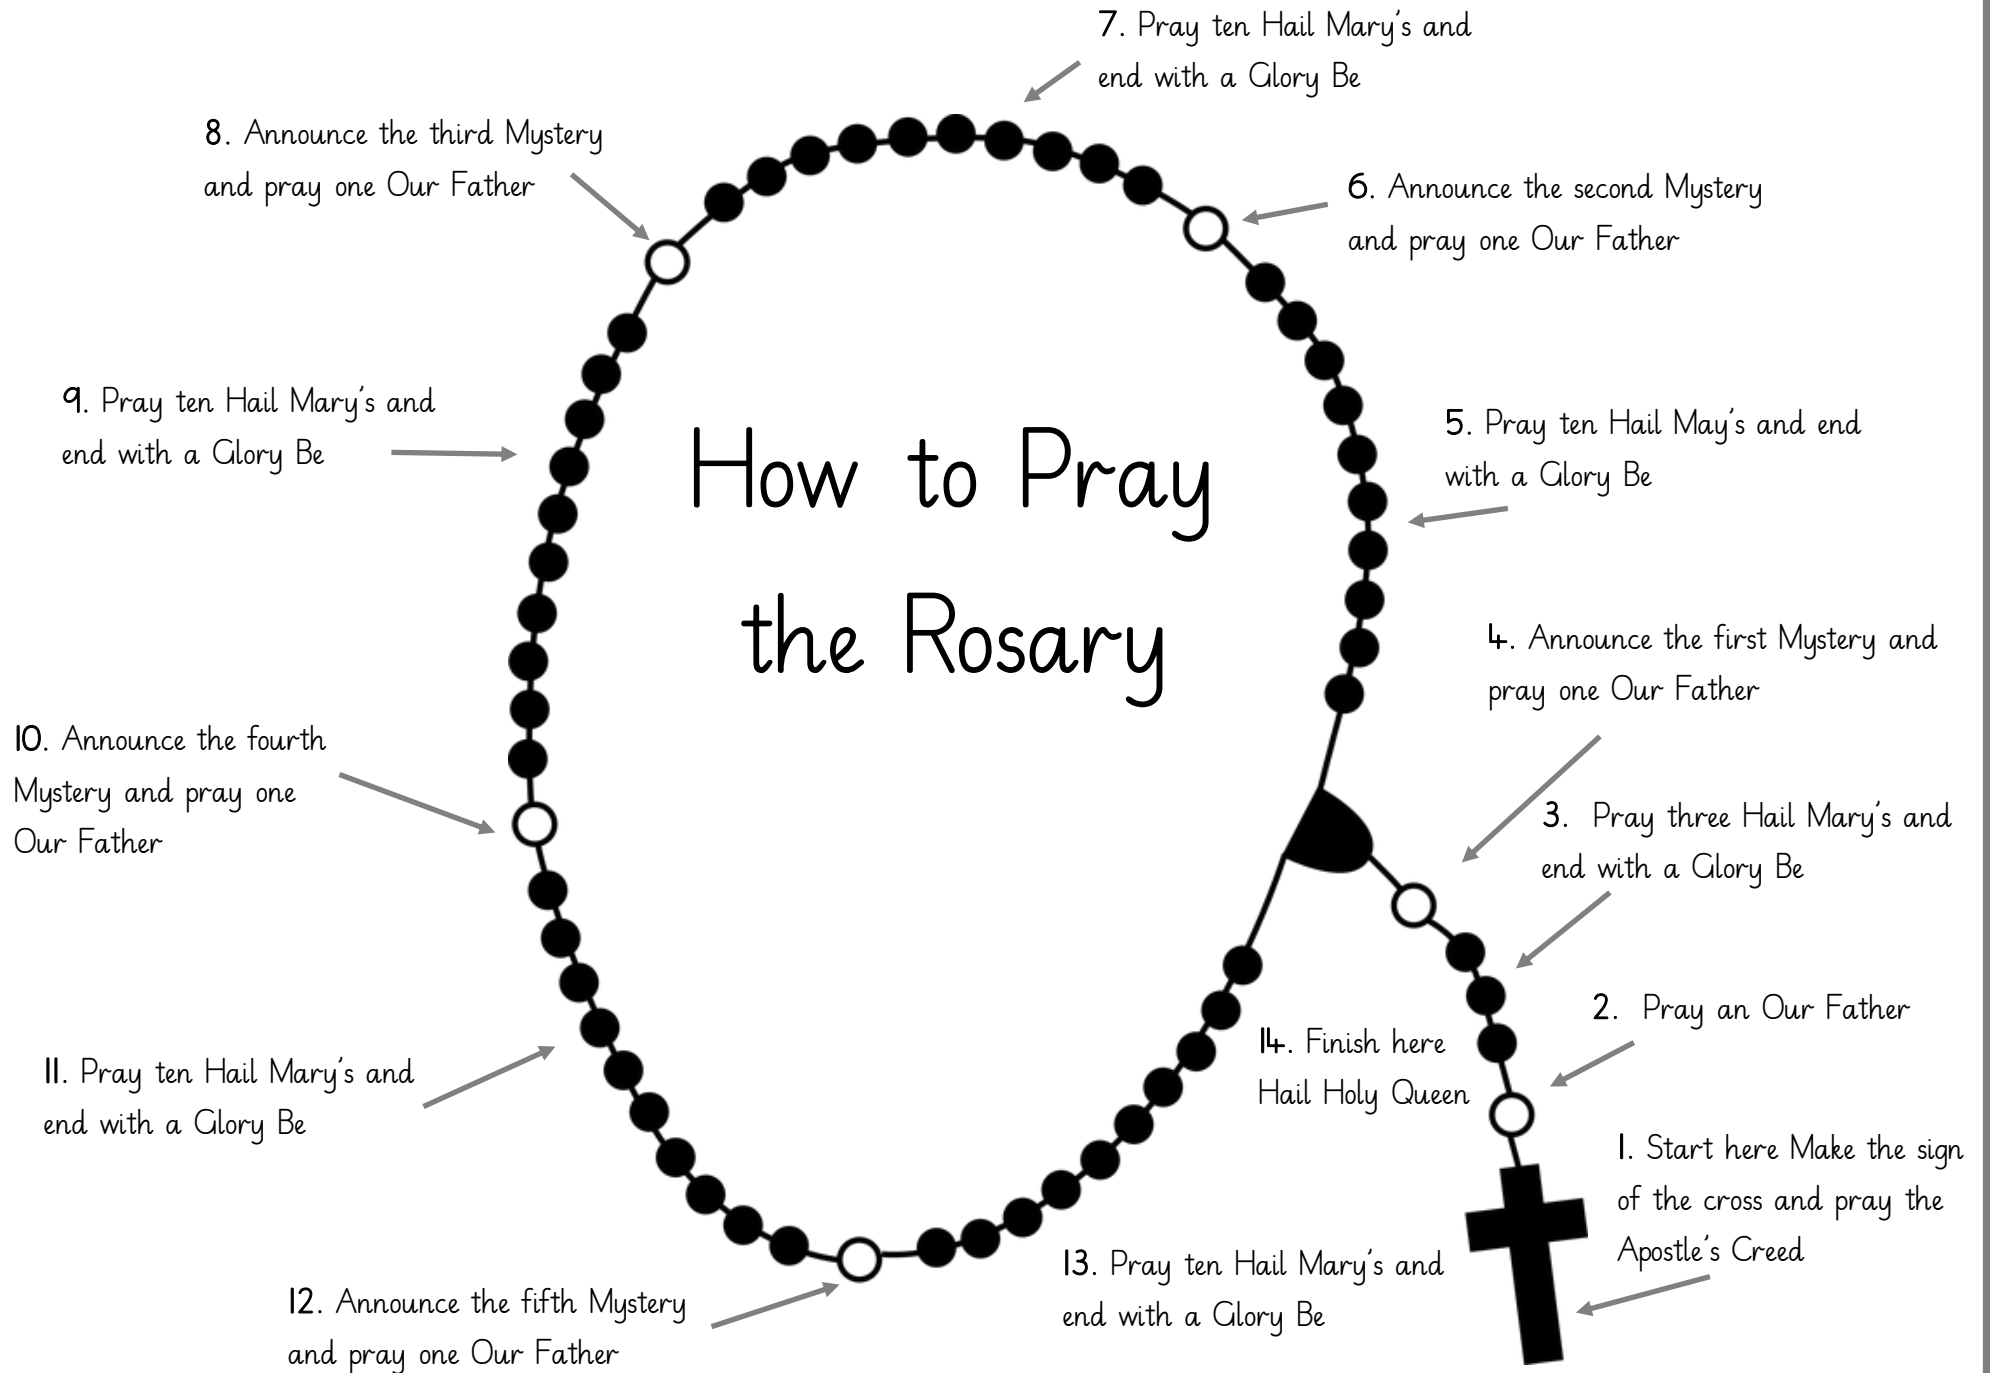 How to Pray
the Rosary
1. Start here Make the sign
of the cross and pray the
Apostle's Creed
2. Pray an Our Father
3. Pray three Hail Mary's and
end with a Glory Be
4. Announce the first Mystery and
pray one Our Father
5. Pray ten Hail May's and end
with a Glory Be
6. Announce the second Mystery
and pray one Our Father
7. Pray ten Hail Mary's and
end with a Glory Be
8. Announce the third Mystery
and pray one Our Father
9. Pray ten Hail Mary's and
end with a Glory Be
10. Announce the fourth
Mystery and pray one
Our Father
11. Pray ten Hail Mary's and
end with a Glory Be
12. Announce the fifth Mystery
and pray one Our Father
13. Pray ten Hail Mary's and
end with a Glory Be
14. Finish here
Hail Holy Queen